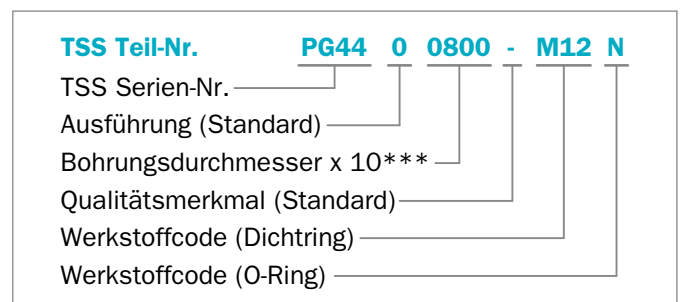 TSS Teil-Nr. PG44 0 0800 - M12 N
TSS Serien-Nr.
Ausführung (Standard)
Bohrungsdurchmesser x 10***
Qualitätsmerkmal (Standard)
Werkstoffcode (Dichtring)
Werkstoffcode (O-Ring)